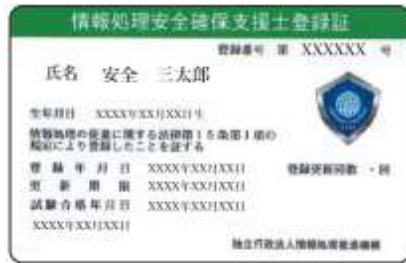 情報処理安全確保支援士登録証
登録番号 第 XXXXXX 号
氏名 安全 三太郎
生年月日 XXXX年XX月XX日生
情報処理の促進に関する法律第15条第1項の
規定により登録したことを証する
登録年月日 XXXX年XX月XX日
登録更新回数 - 回
更新期限 XXXX年XX月XX日
試験合格年月日 XXXX年XX月XX日
XXXX年XX月XX日
独立行政法人情報処理推進機構